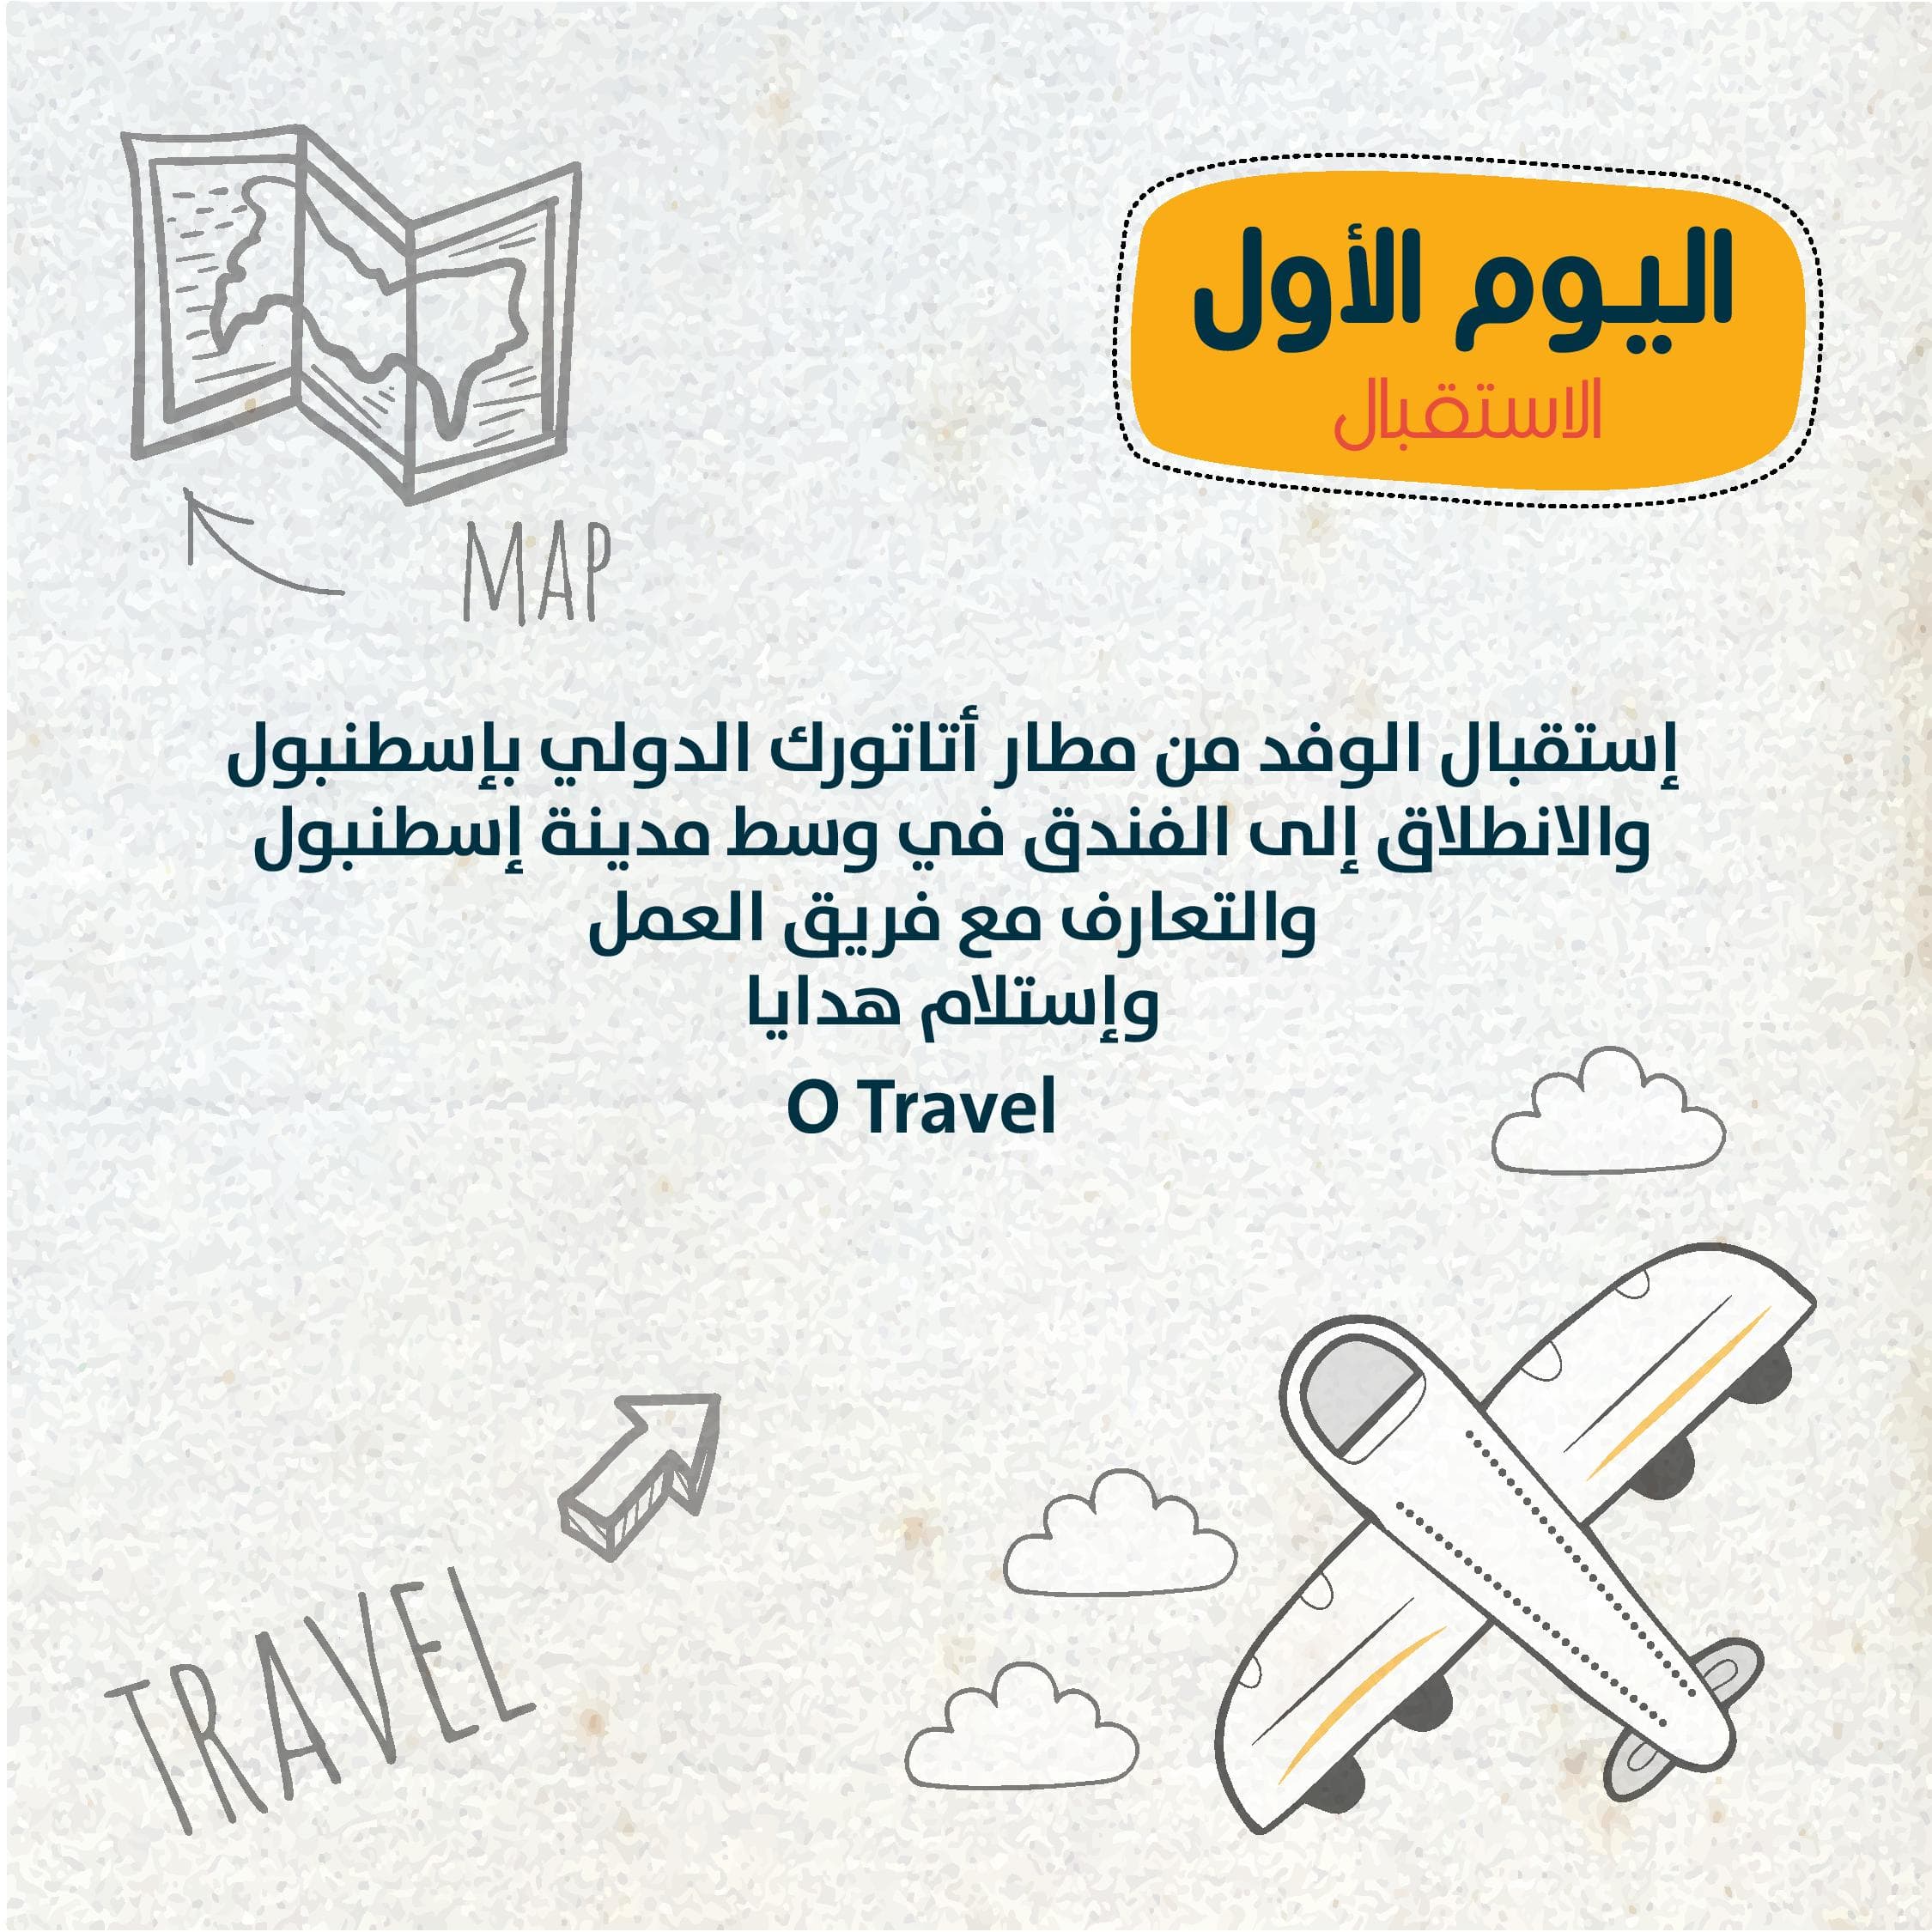 اليوم الأول
الاستقبال
MAP
إستقبال الوفد من مطار أتاتورك الدولي بإسطنبول
والانطلاق إلى الفندق في وسط مدينة إسطنبول
والتعارف مع فريق العمل
وإستلام هدايا
O Travel
TRAVEL